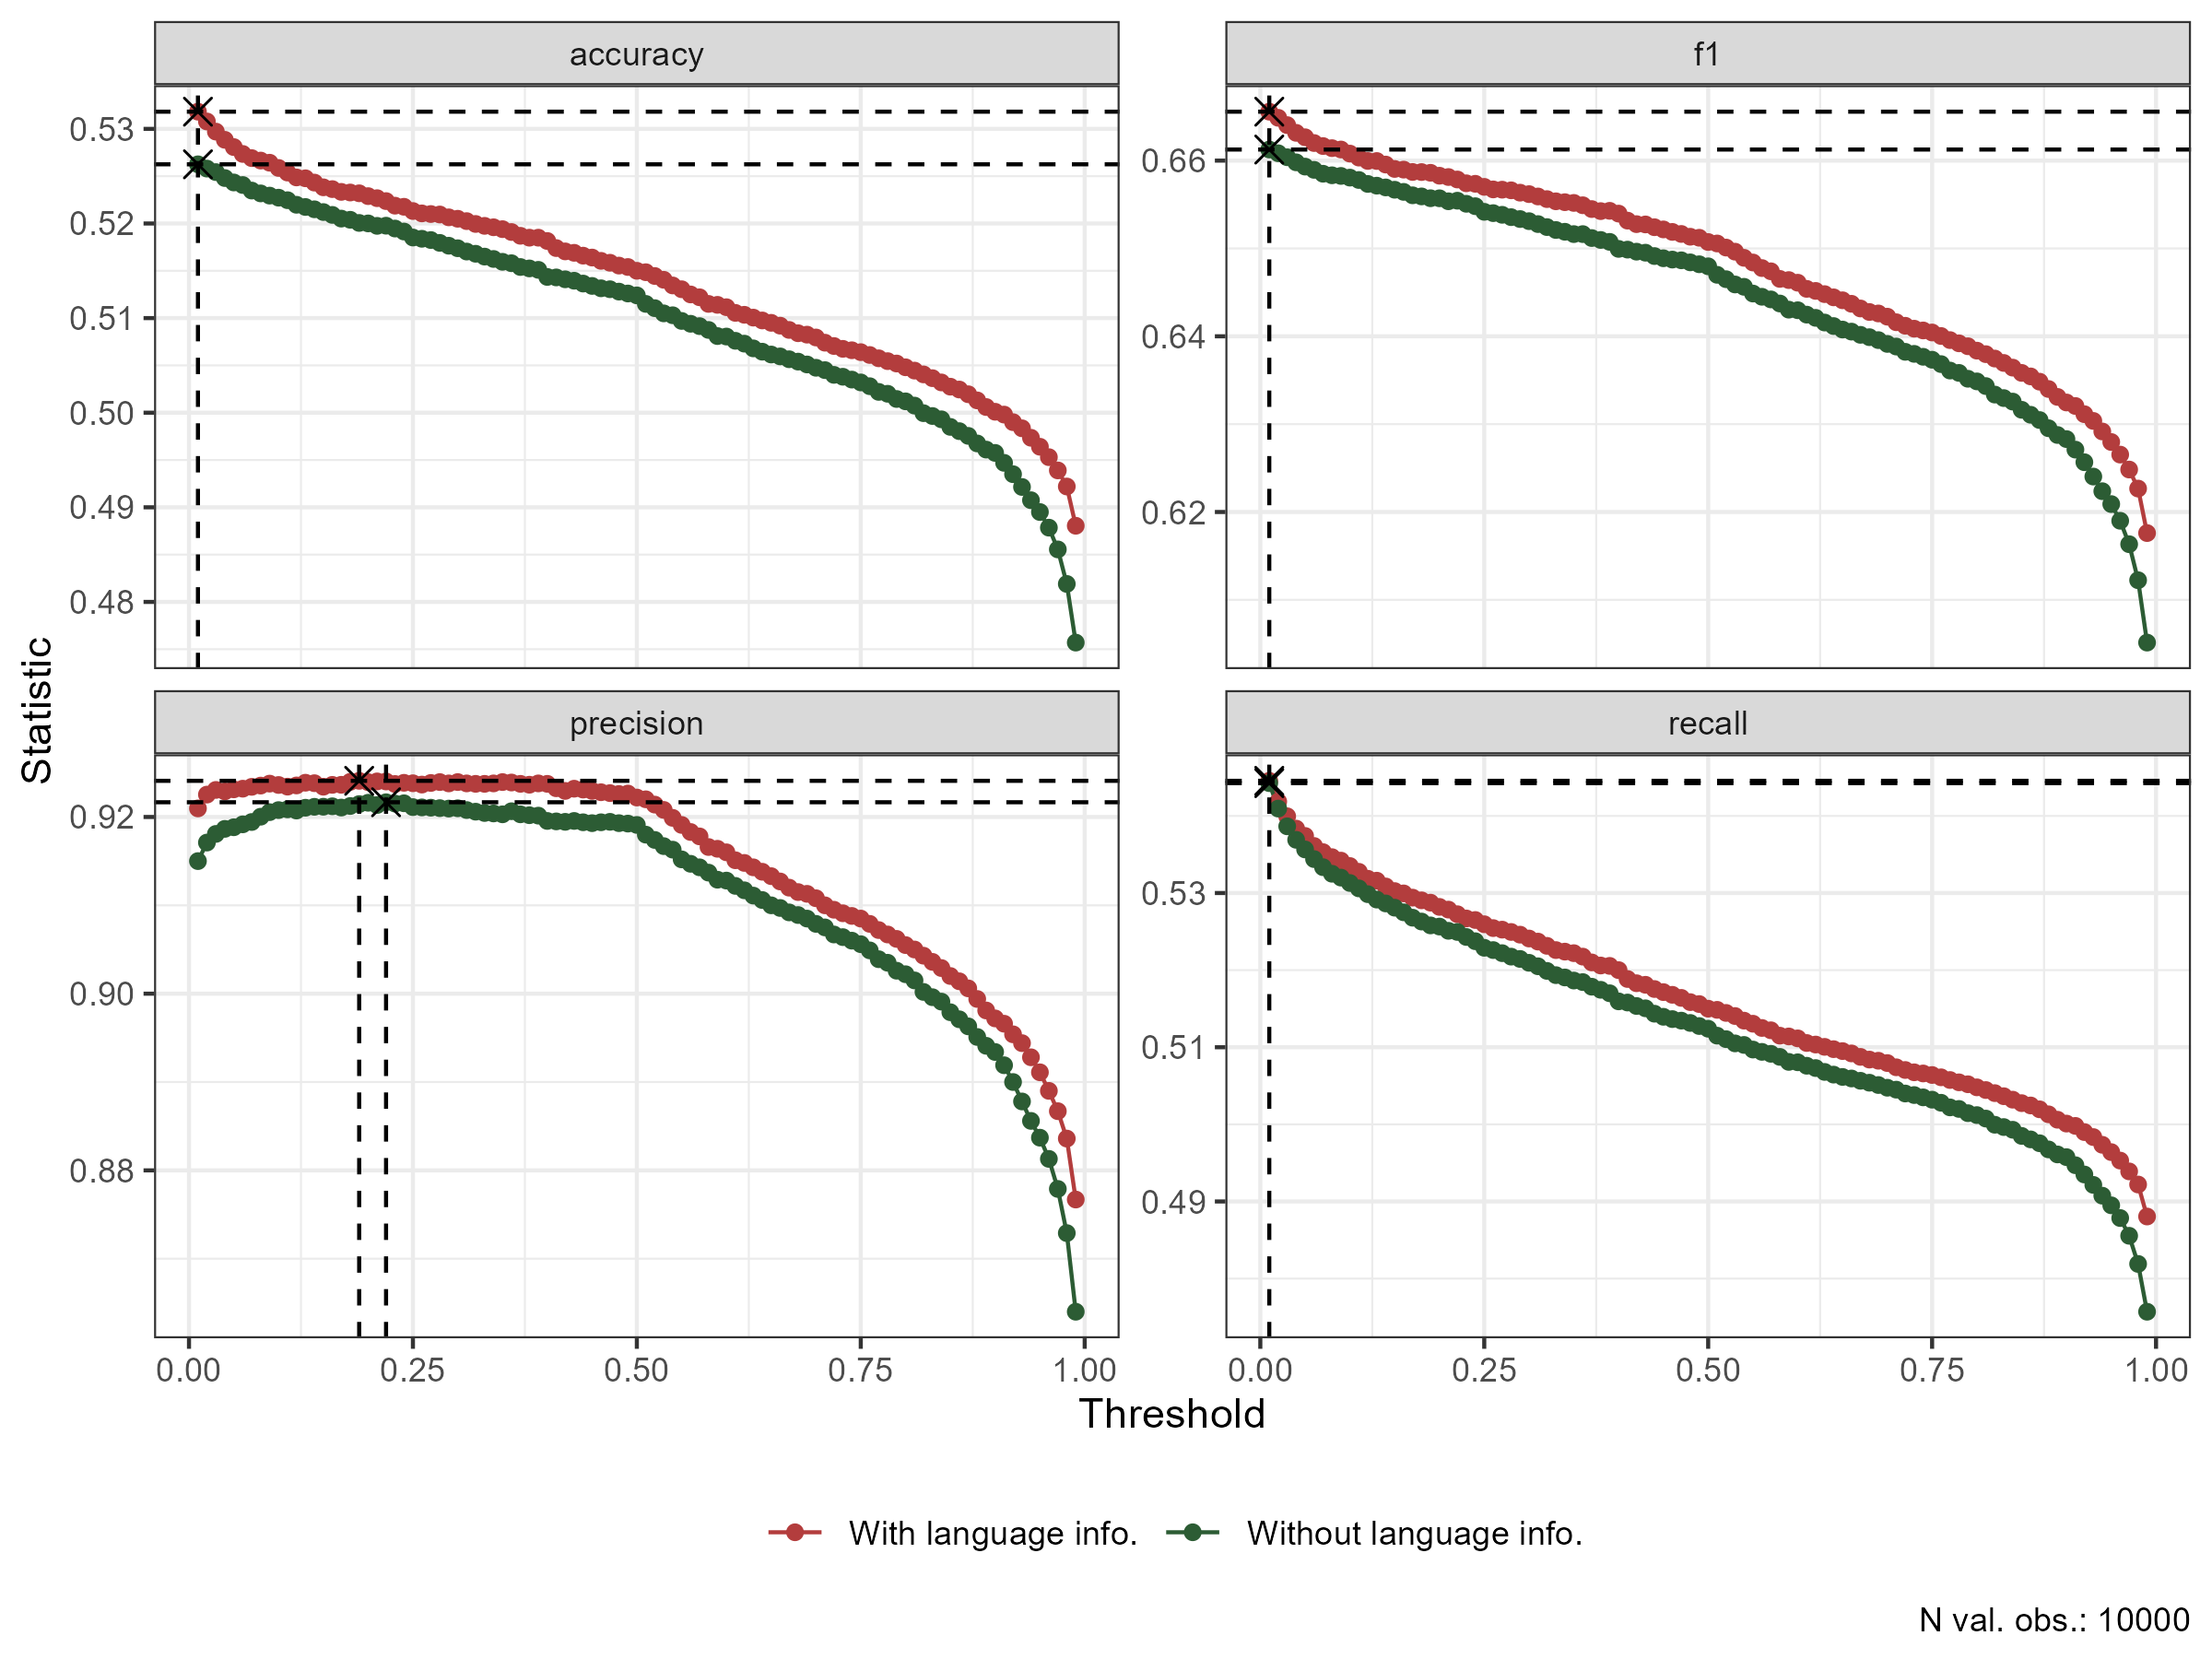 accuracy
f1
0.53
0.52
0.51
0.50
0.49
0.48
0.66
0.64
0.62
Statistic
precision
recall
0.92
0.90
0.88
0.53
0.51
0.49
0.00 0.25 0.50 0.75 1.00
0.00 0.25 0.50 0.75 1.00
Threshold
With language info. Without language info.
N val. obs.: 10000